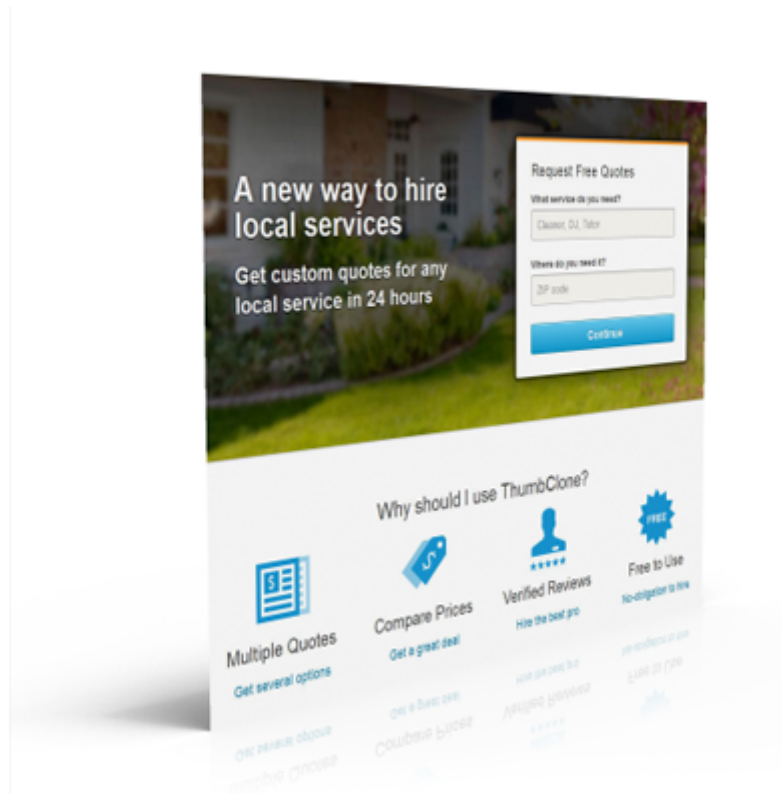 A new way to hire
local services
Get custom quotes for any
local service in 24 hours
Request Free Quotes
What service do you need?
Cleaner, DJ, Tutor
Where do you need it?
ZIP code
Continue
Why should I use ThumbClone?
$
$
FREE
Multiple Quotes
Compare Prices
Verified Reviews
Free to Use
Get several options
Get a great deal
Hire the best pro
No-obligation to hire